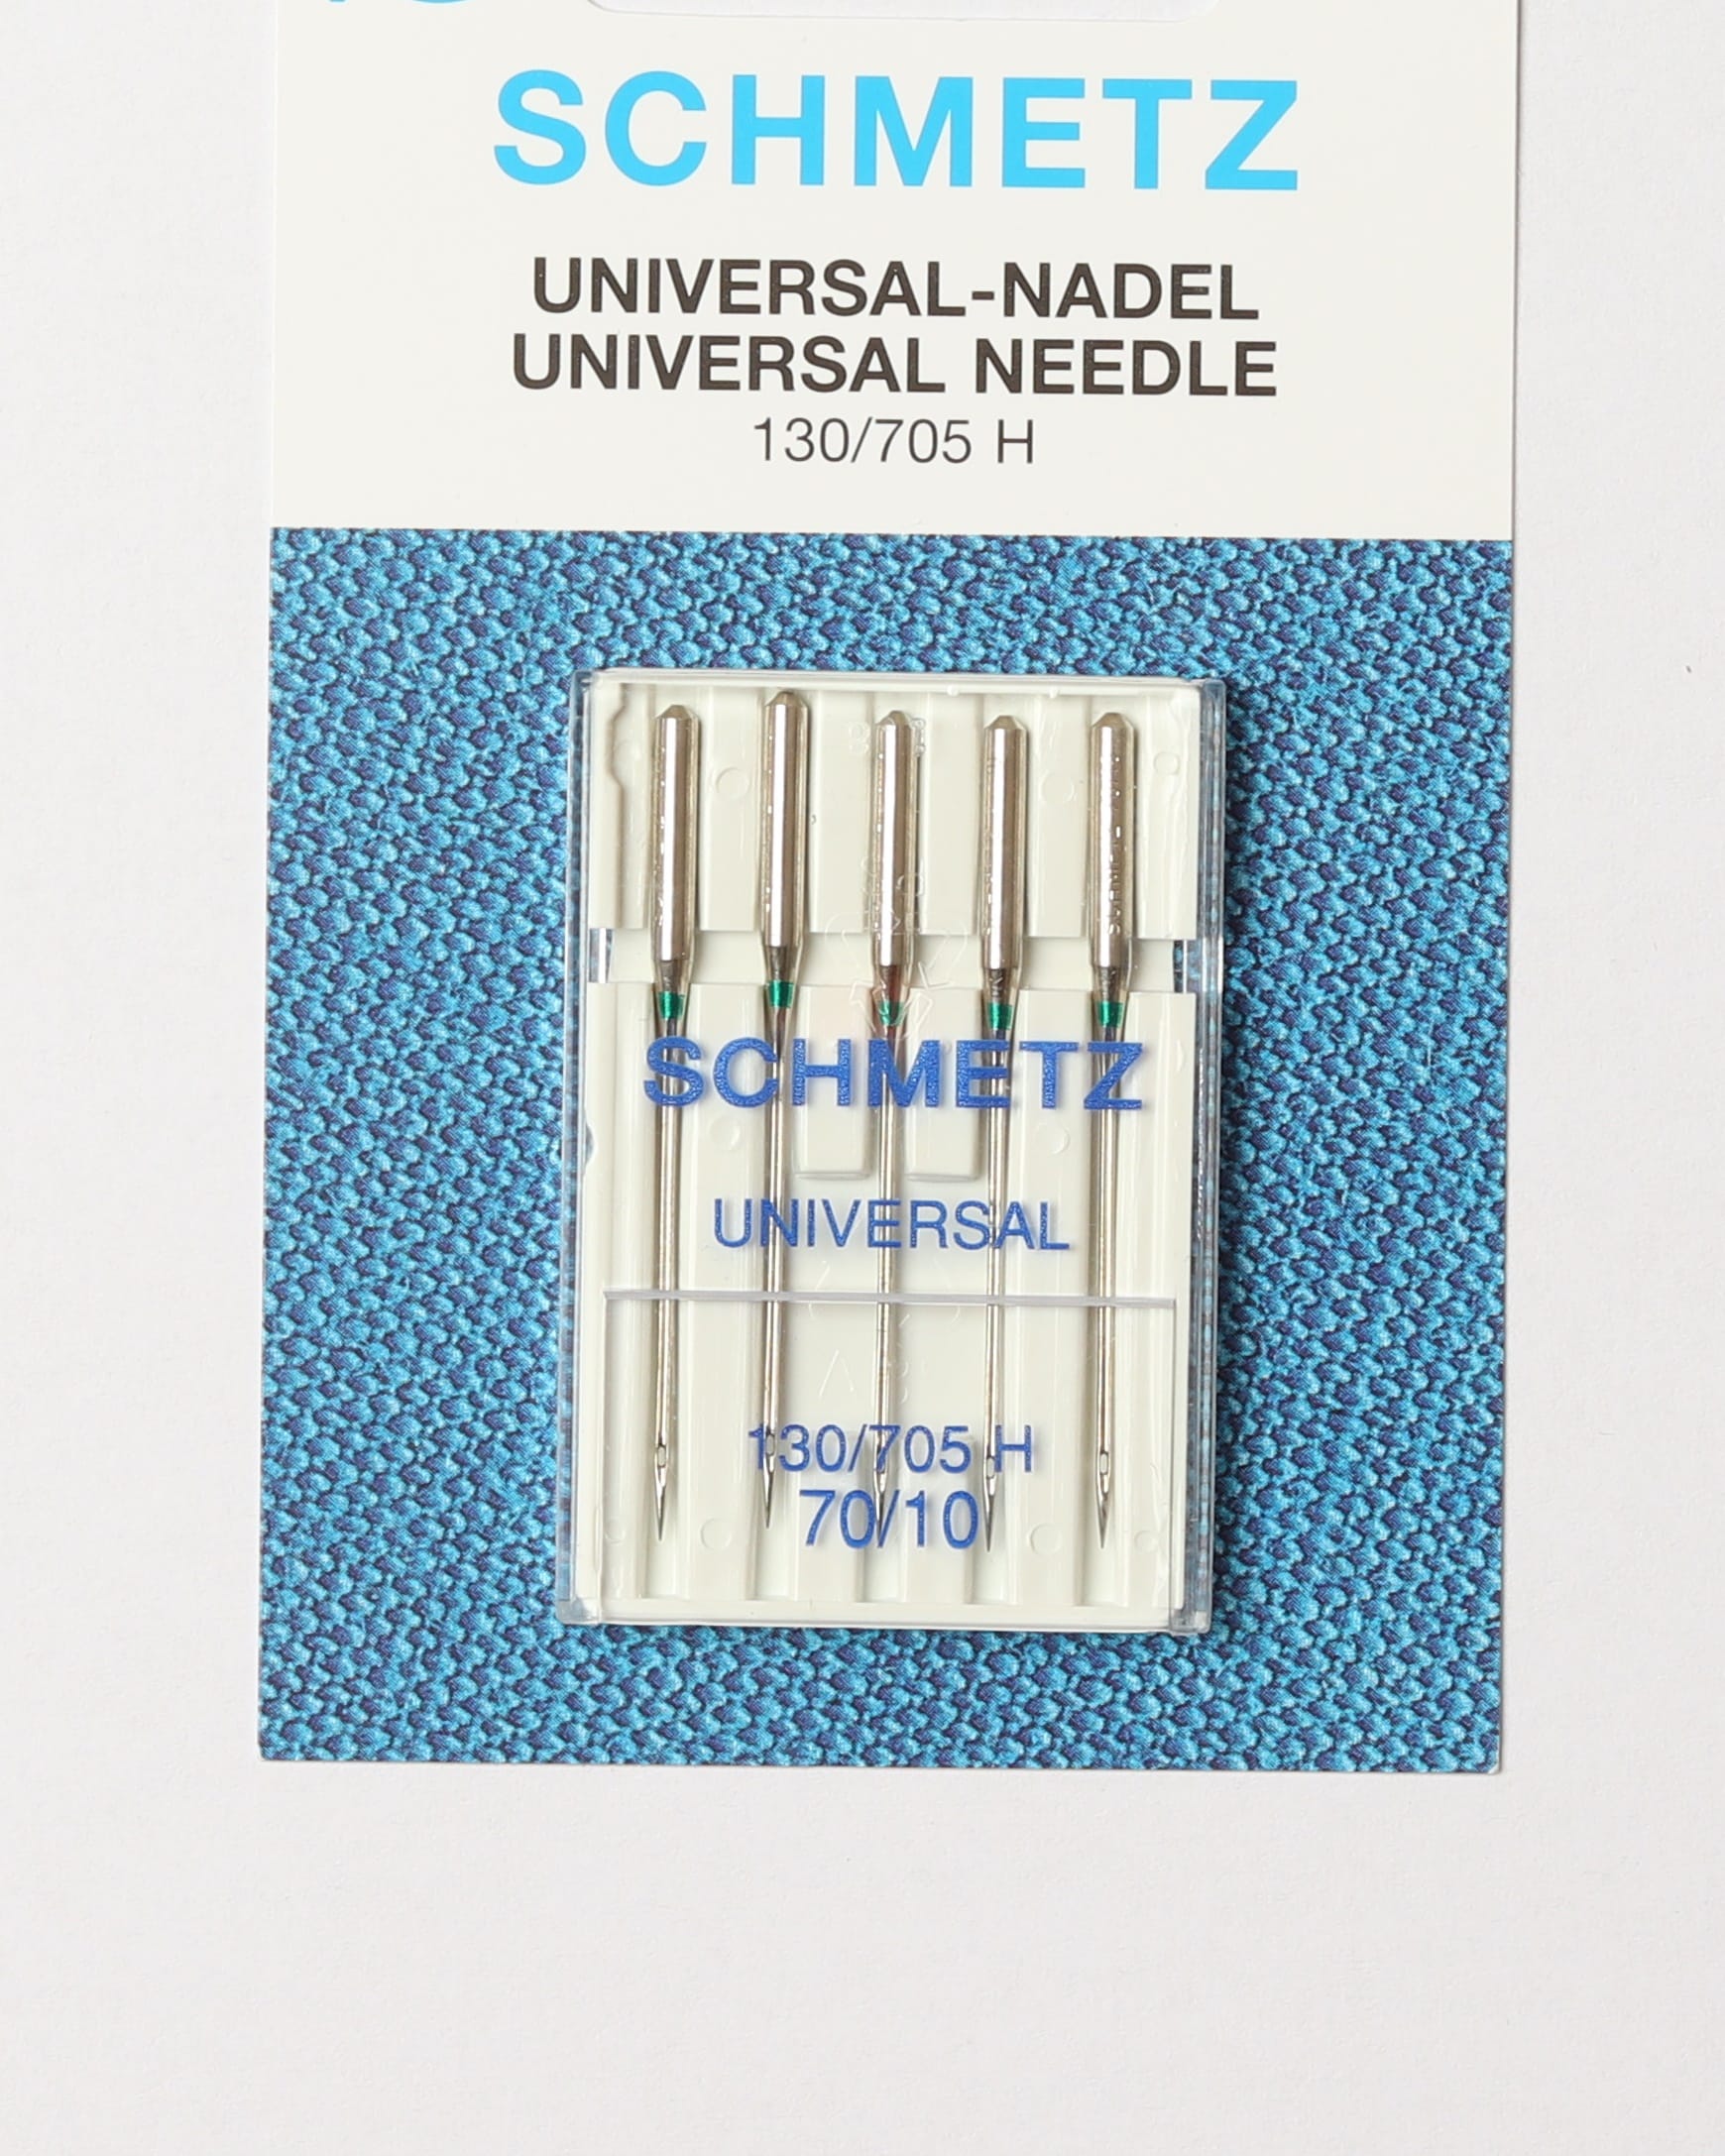 SCHMETZ
UNIVERSAL-NADEL
UNIVERSAL NEEDLE
130/705 H
SCHMETZ
UNIVERSAL
130/705 H
70/10